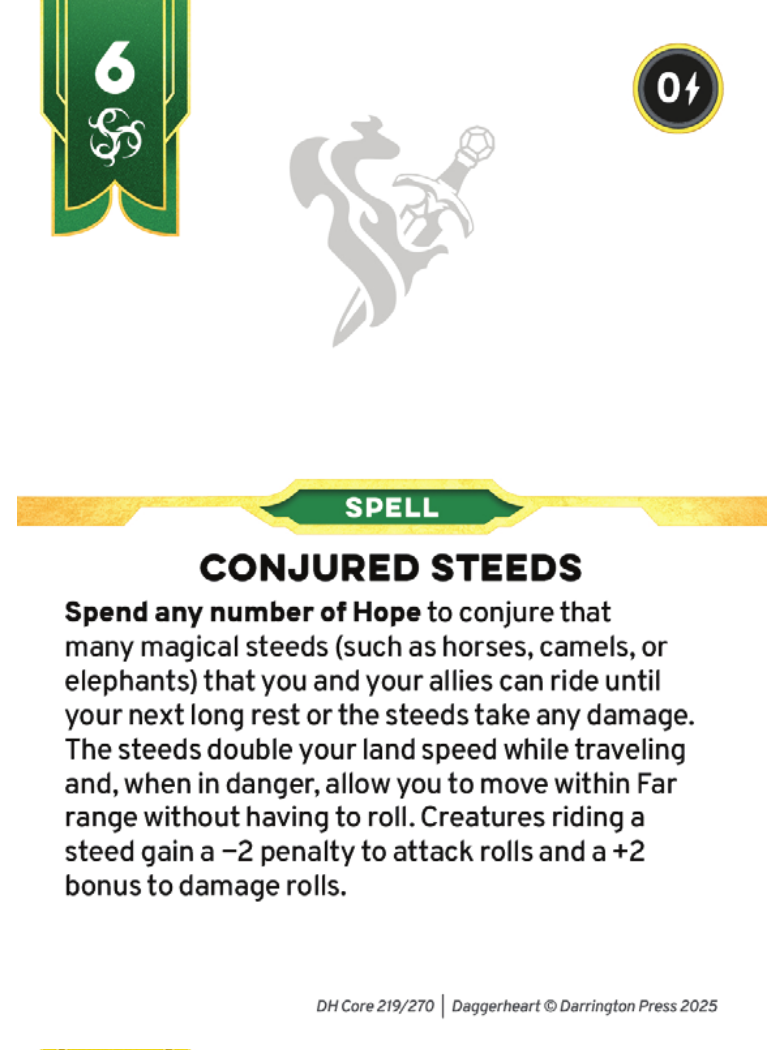 6
0
SPELL
CONJURED STEEDS
Spend any number of Hope to conjure that
many magical steeds (such as horses, camels, or
elephants) that you and your allies can ride until
your next long rest or the steeds take any damage.
The steeds double your land speed while traveling
and, when in danger, allow you to move within Far
range without having to roll. Creatures riding a
steed gain a −2 penalty to attack rolls and a +2
bonus to damage rolls.
DH Core 219/270 | Daggerheart © Darrington Press 2025